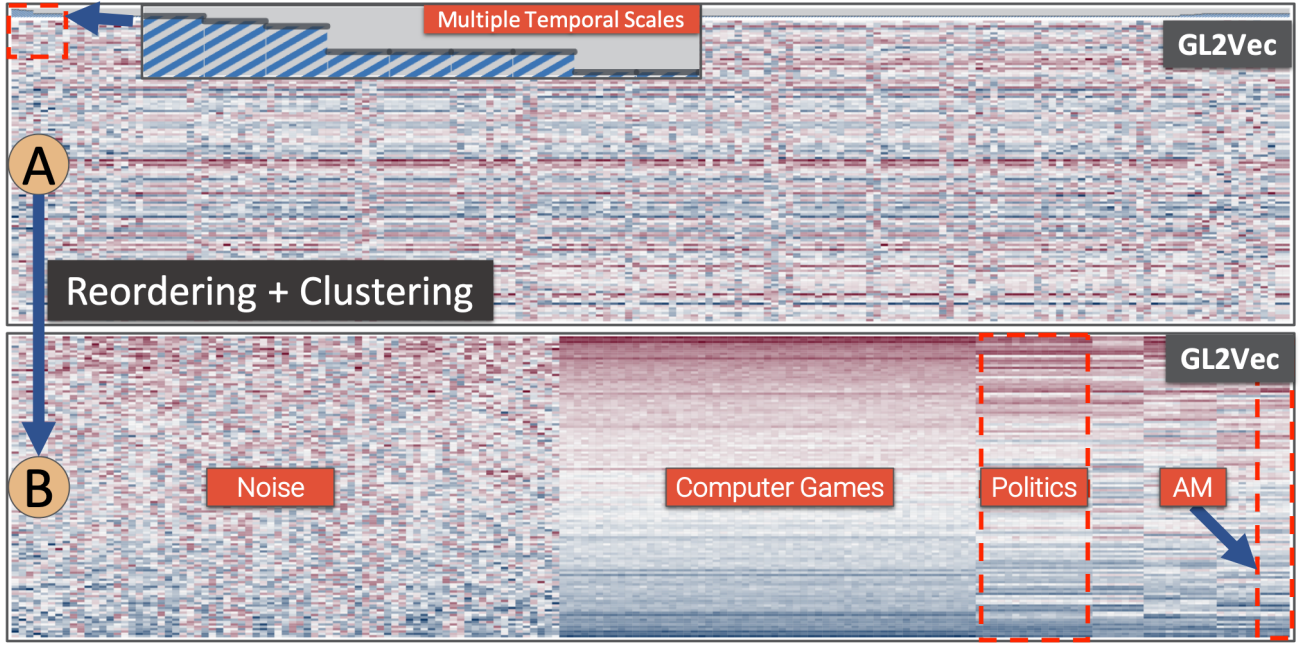 Multiple Temporal Scales
GL2Vec
A
Reordering + Clustering
GL2Vec
B
Noise
Computer Games
Politics
AM